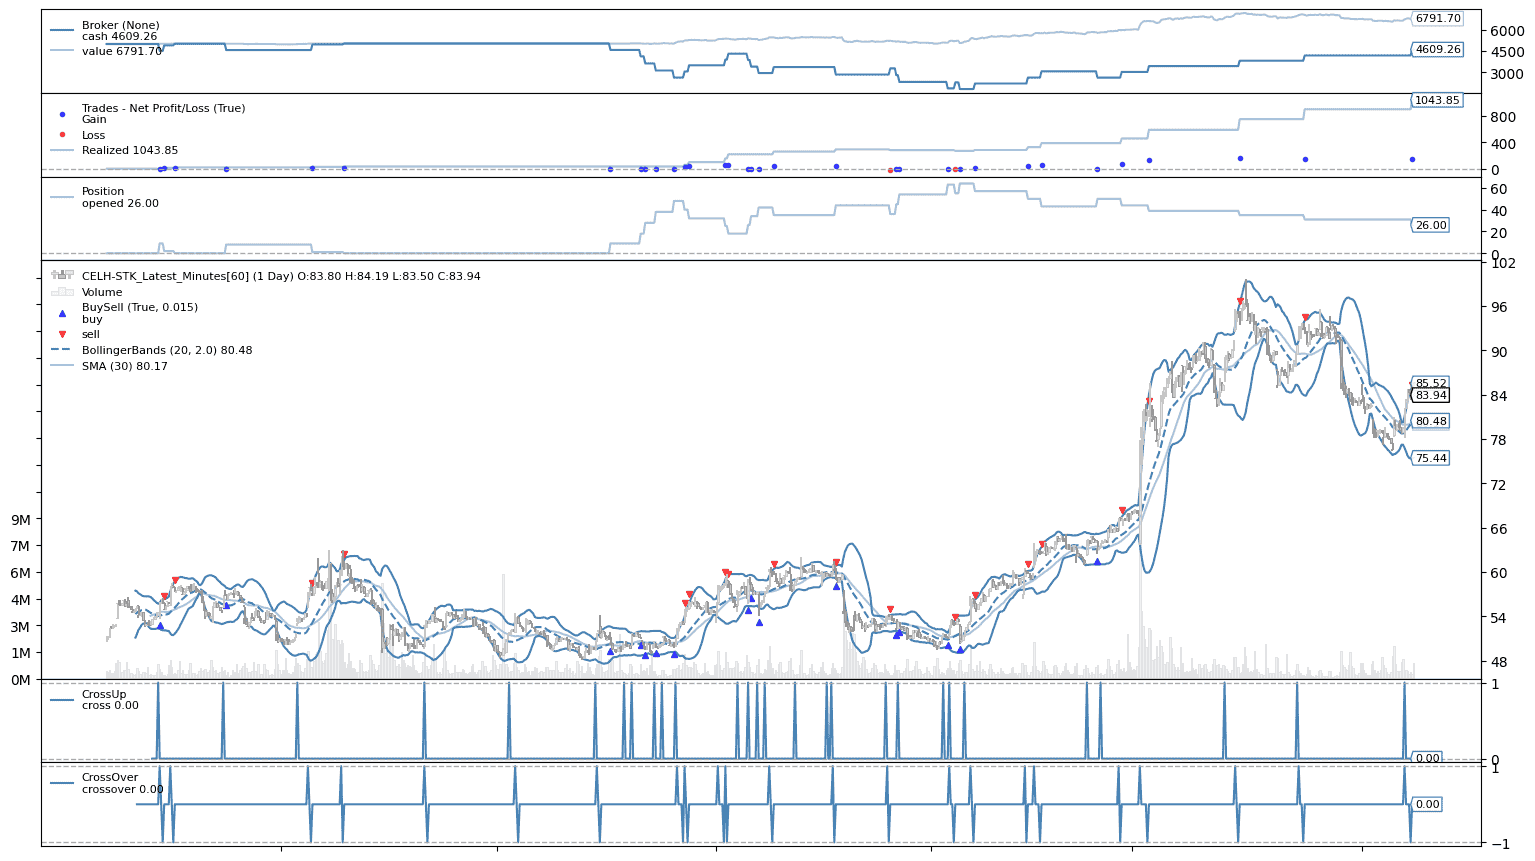 Broker (None)
cash 4609.26
value 6791.70
6791.70
6000
4609.26
4500
3000
Trades - Net Profit/Loss (True)
Gain
Loss
Realized 1043.85
1043.85
800
400
0
Position
opened 26.00
60
40
26.00
20
0
CELH-STK_Latest_Minutes[60] (1 Day) O:83.80 H:84.19 L:83.50 C:83.94
Volume
BuySell (True, 0.015)
buy
sell
BollingerBands (20, 2.0) 80.48
SMA (30) 80.17
102
96
90
85.52
83.94
84
80.48
78
75.44
72
66
60
54
48
9M
7M
6M
4M
3M
1M
0M
CrossUp
cross 0.00
1
0.00
0
CrossOver
crossover 0.00
1
0.00
−1